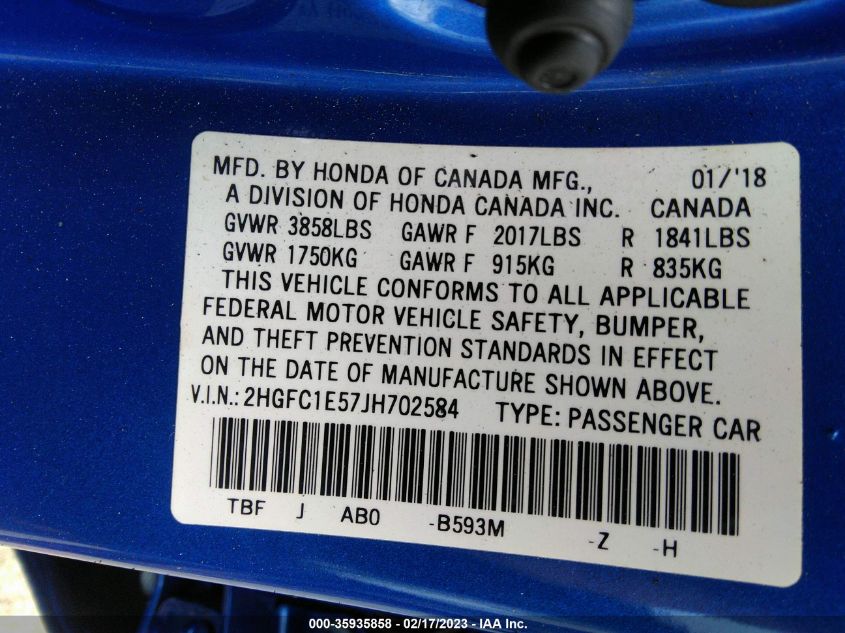 MFD. BY HONDA OF CANADA MFG., 01/'18
A DIVISION OF HONDA CANADA INC. CANADA
GVWR 3858LBS GAWR F 2017LBS R 1841LBS
GVWR 1750KG GAWR F 915KG R 835KG
THIS VEHICLE CONFORMS TO ALL APPLICABLE
FEDERAL MOTOR VEHICLE SAFETY, BUMPER,
AND THEFT PREVENTION STANDARDS IN EFFECT
ON THE DATE OF MANUFACTURE SHOWN ABOVE.
V.I.N.: 2HGFC1E57JH702584 TYPE: PASSENGER CAR
TBF J AB0 -B593M -Z -H
000-35935858 - 02/17/2023 - IAA Inc.